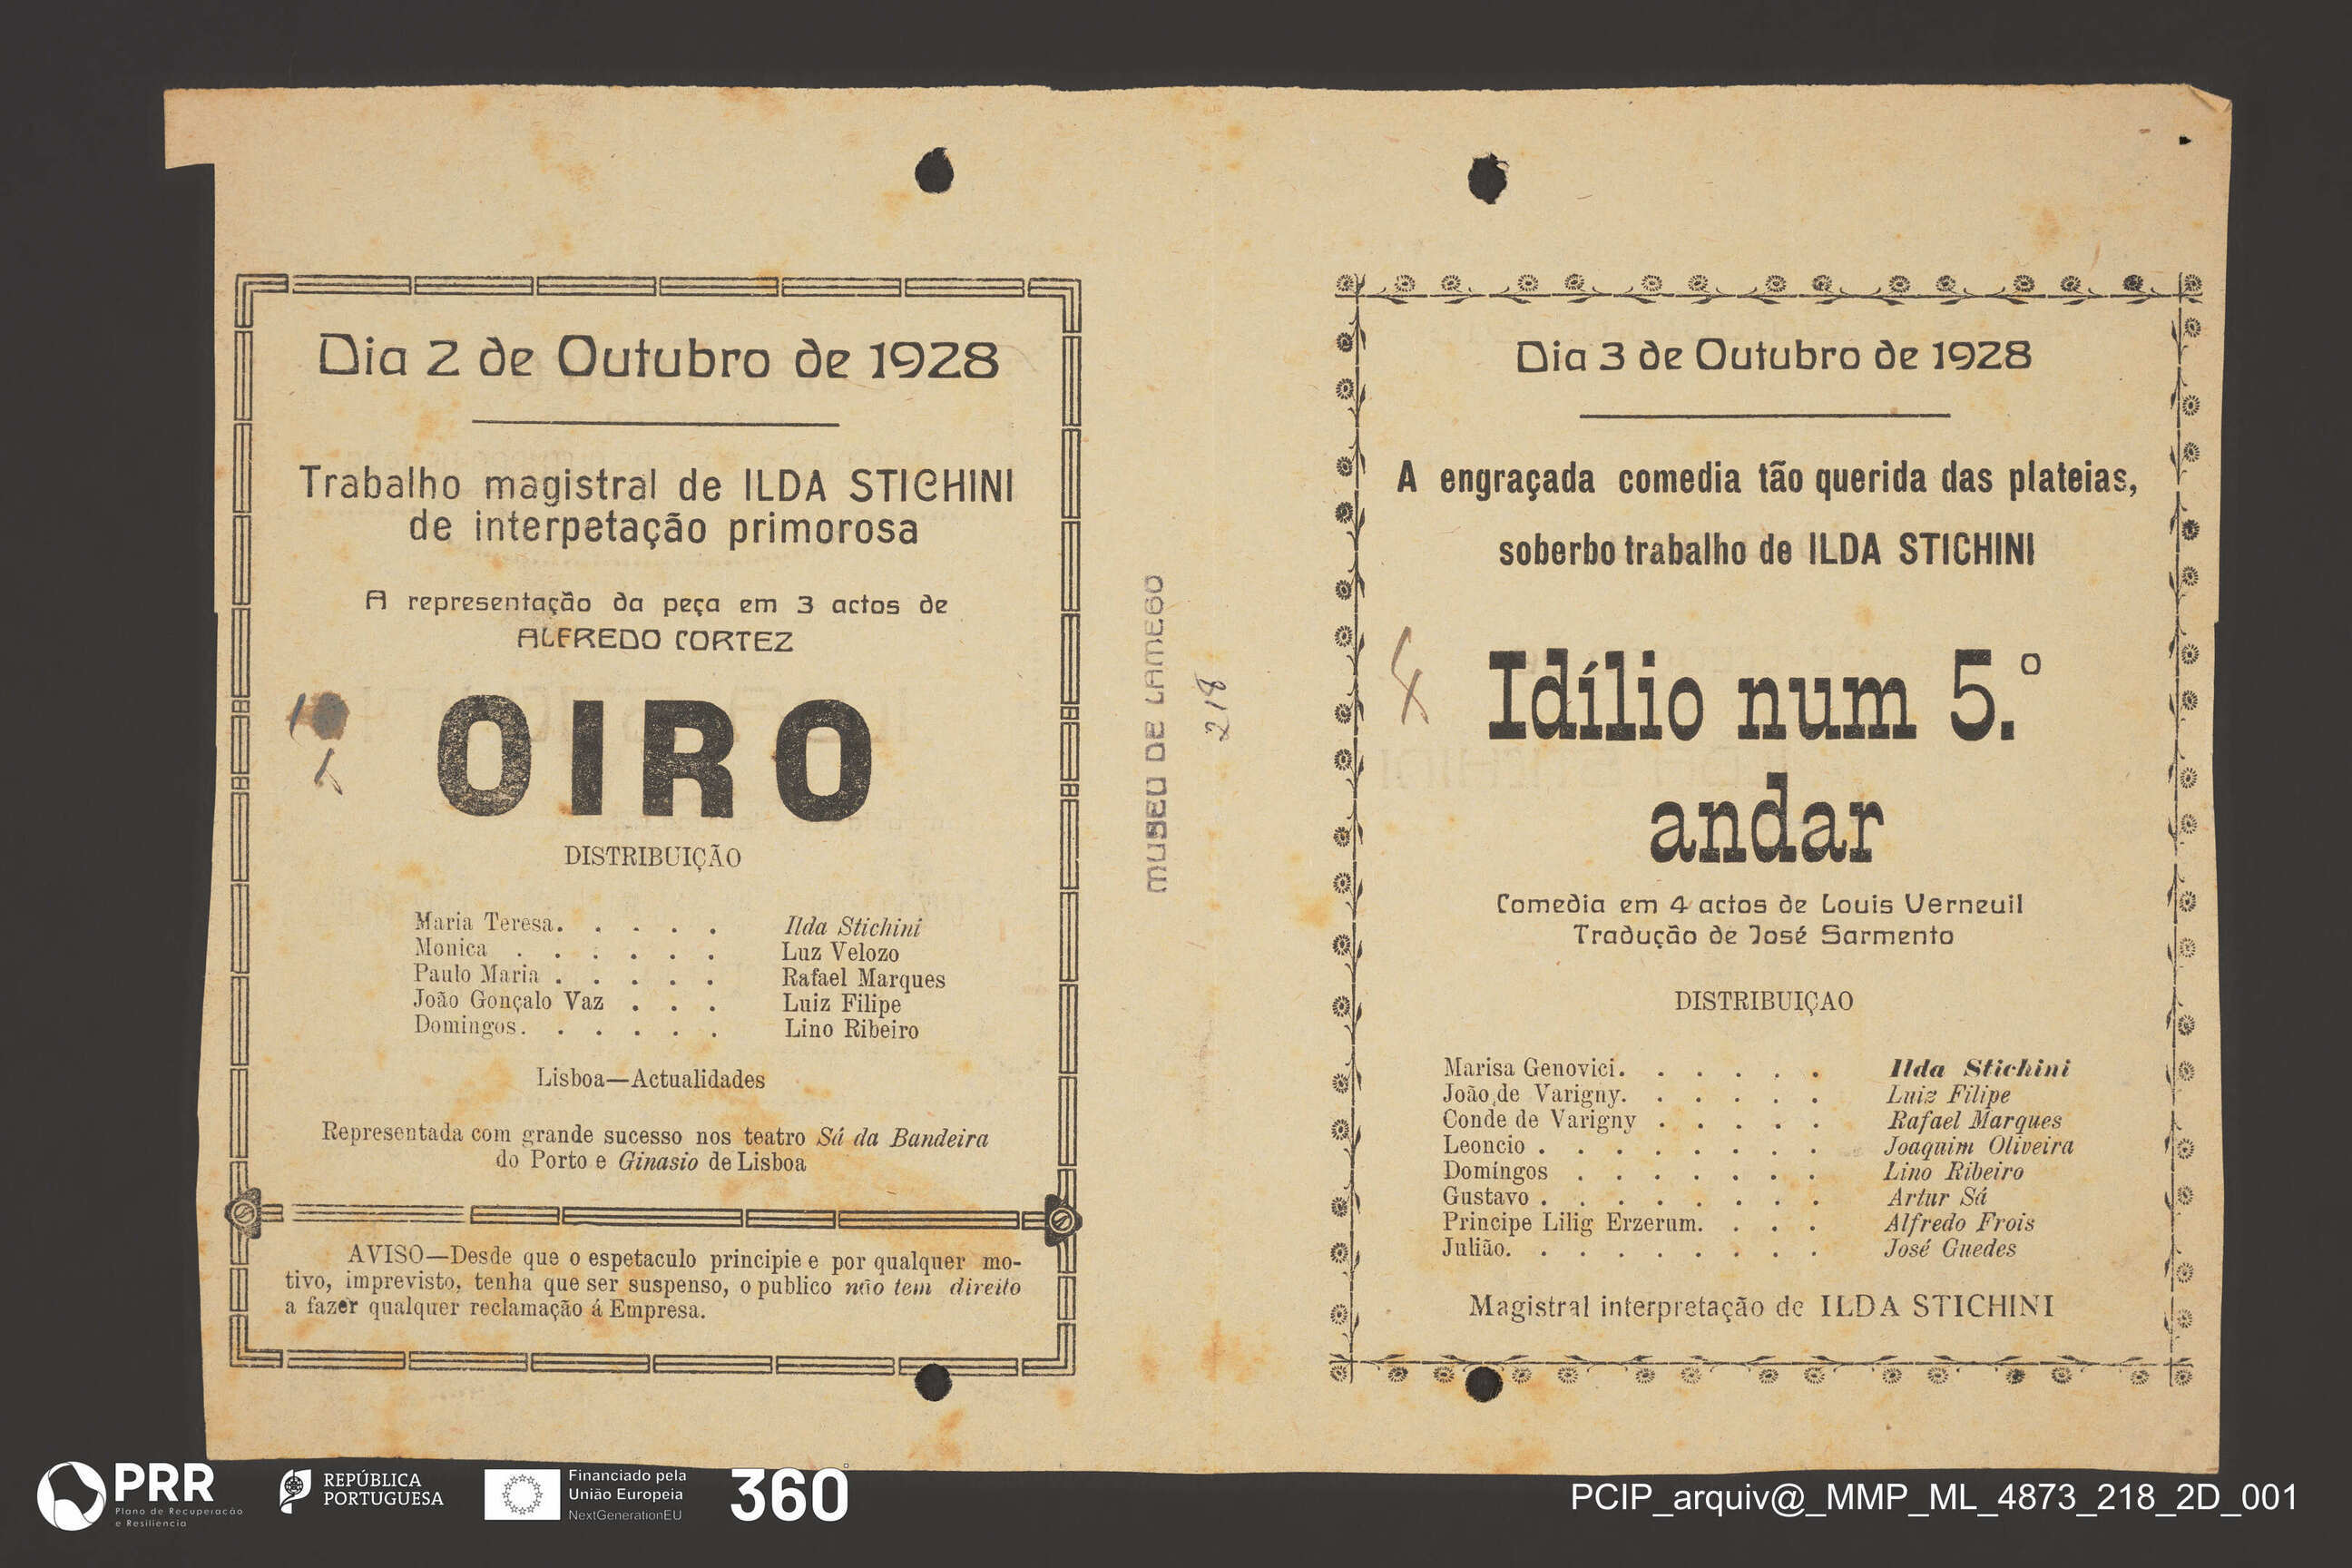 Dia 2 de Outubro de 1928
Trabalho magistral de ILDA STICHINI
de interpetação primorosa
A representação da peça em 3 actos de
ALFREDO CORTEZ
OIRO
DISTRIBUIÇÃO
Maria Teresa. . . . . . Ilda Stichini
Monica . . . . . . Luz Velozo
Paulo Maria . . . . . Rafael Marques
João Gonçalo Vaz . . . Luiz Filipe
Domingos. . . . . . Lino Ribeiro
Lisboa—Actualidades
Representada com grande sucesso nos teatro Sá da Bandeira
do Porto e Ginasio de Lisboa
AVISO—Desde que o espetaculo principie e por qualquer mo-
tivo, imprevisto, tenha que ser suspenso, o publico não tem direito
a fazer qualquer reclamação á Empresa.
MUSEU DE LAMEGO
218
Dia 3 de Outubro de 1928
A engraçada comedia tão querida das plateias,
soberbo trabalho de ILDA STICHINI
Idílio num 5.º
andar
Comedia em 4 actos de Louis Verneuil
Tradução de José Sarmento
DISTRIBUIÇAO
Marisa Genovici. . . . . . Ilda Stichini
João de Varigny. . . . . . Luiz Filipe
Conde de Varigny . . . . . Rafael Marques
Leoncio . . . . . . . . Joaquim Oliveira
Domingos . . . . . . . Lino Ribeiro
Gustavo . . . . . . . . Artur Sá
Principe Lilig Erzerum. . . . Alfredo Frois
Julião. . . . . . . . . José Guedes
Magistral interpretação de ILDA STICHINI
PRR
Plano de Recuperação
e Resiliência
REPÚBLICA
PORTUGUESA
Financiado pela
União Europeia
NextGenerationEU
360°
PCIP_arquiv@_MMP_ML_4873_218_2D_001